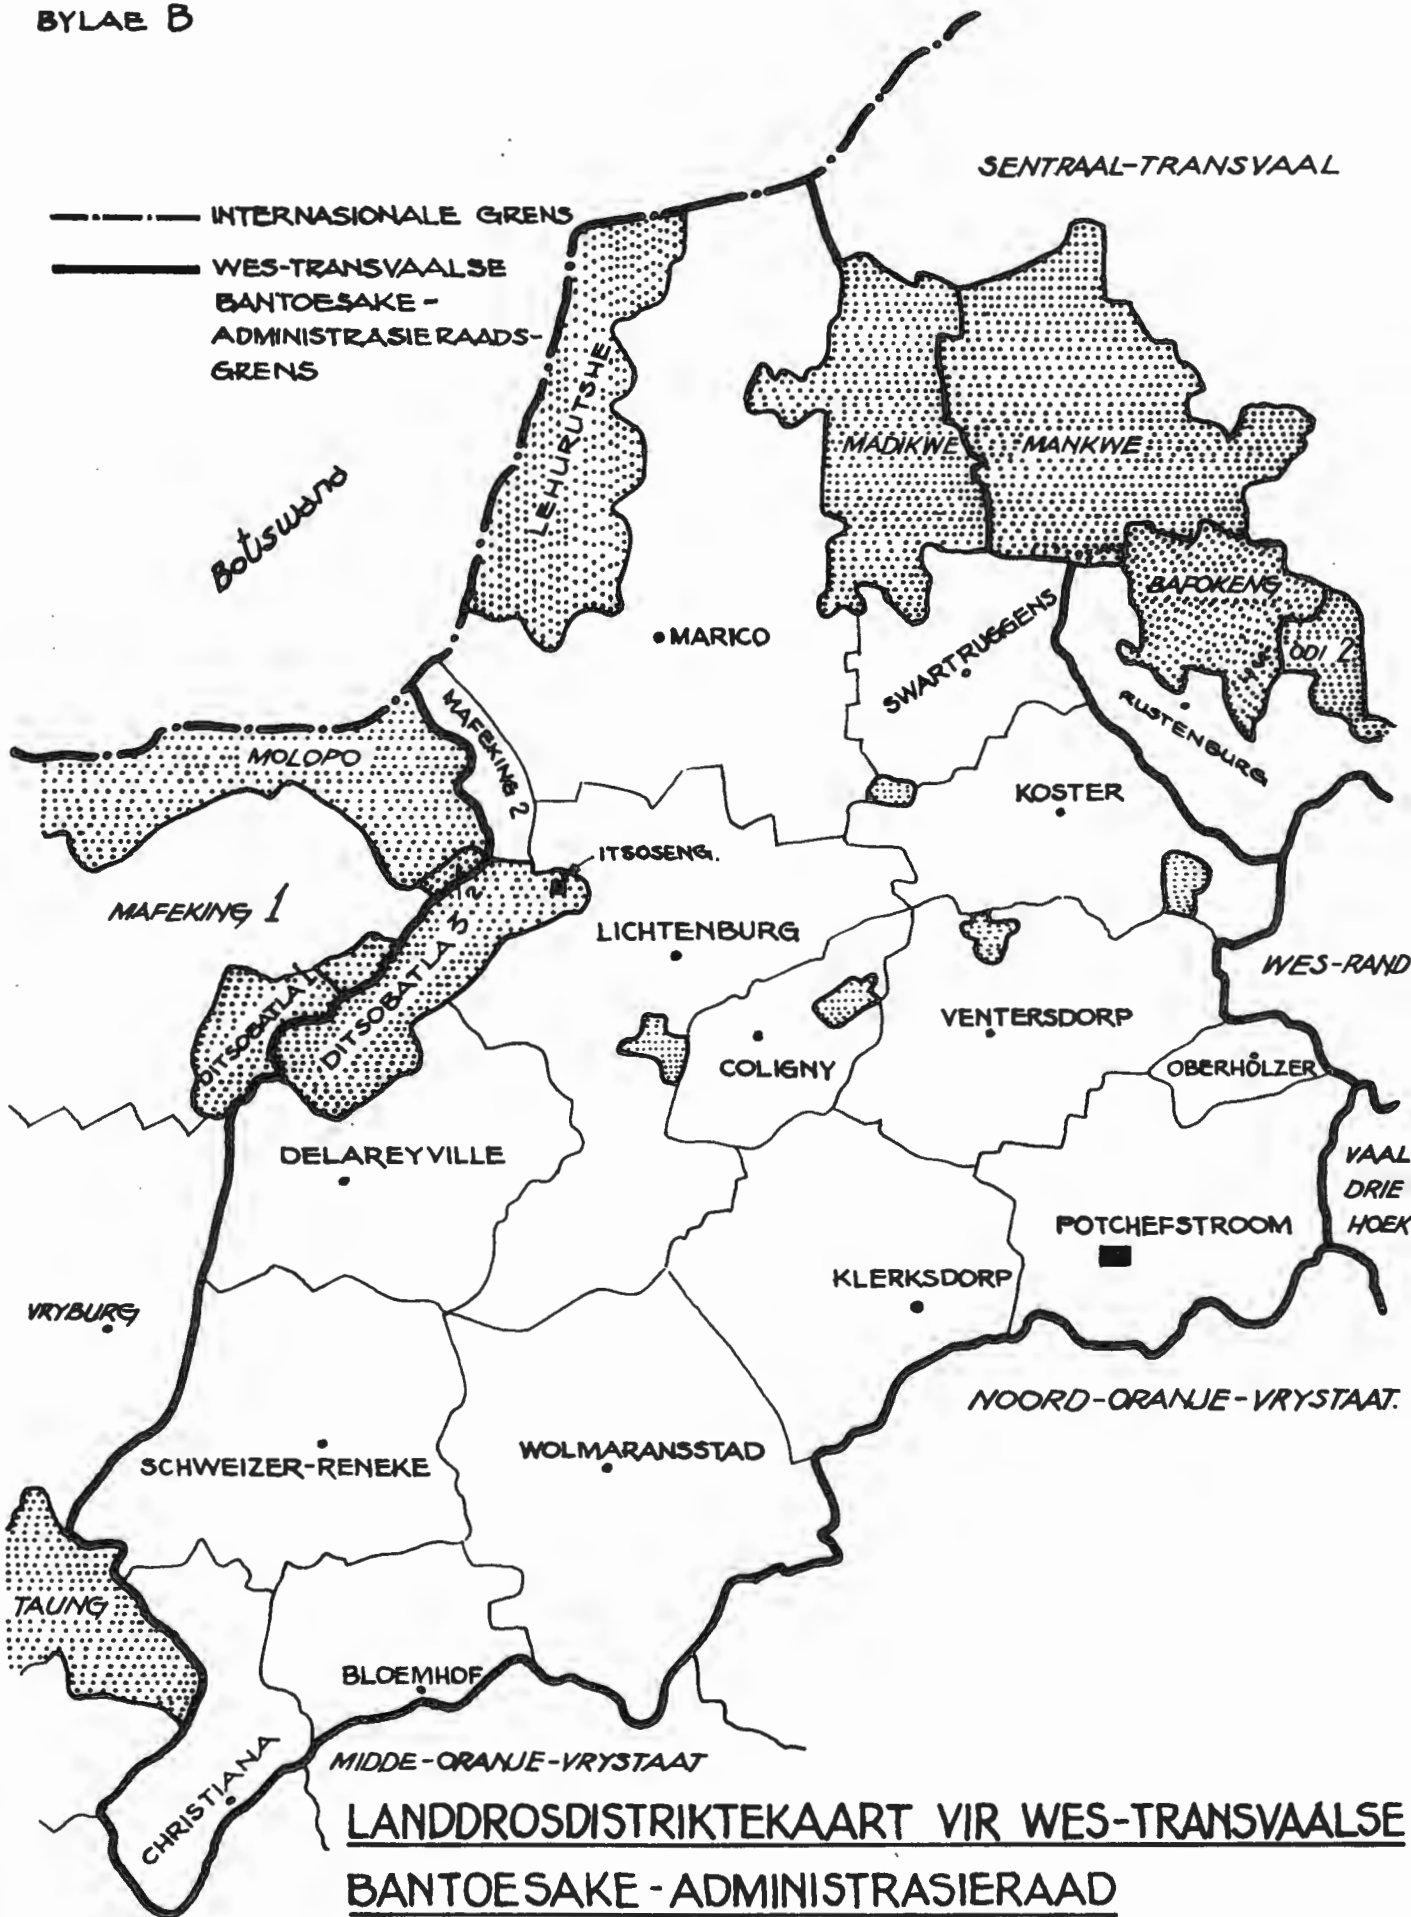 BYLAE B
SENTRAAL-TRANSVAAL
INTERNASIONALE GRENS
WES-TRANSVAALSE
BANTOESAKE-
ADMINISTRASIERAADS-
GRENS
LEHURUTSHE
MADIKWE
MANKWE
Botiswana
BAFOKENG
MARICO
SWARTRUGGENS
ODI 2
RUSTENBURG
MAFEKING 2
MOLOPO
KOSTER
ITSOSENG.
MAFEKING 1
LICHTENBURG
WES-RAND
DITSOBATLA 1
DITSOBATLA 3 2
VENTERSDORP
COLIGNY
OBERHOLZER
DELAREYVILLE
VAAL
DRIE
HOEK
POTCHEFSTROOM
KLERKSDORP
VRYBURG
NOORD-ORANJE-VRYSTAAT.
SCHWEIZER-RENEKE
WOLMARANSSTAD
TAUNG
BLOEMHOF
MIDDE-ORANJE-VRYSTAAT
CHRISTIANA
LANDDROSDISTRIKTEKAART VIR WES-TRANSVAALSE
BANTOESAKE-ADMINISTRASIERAAD